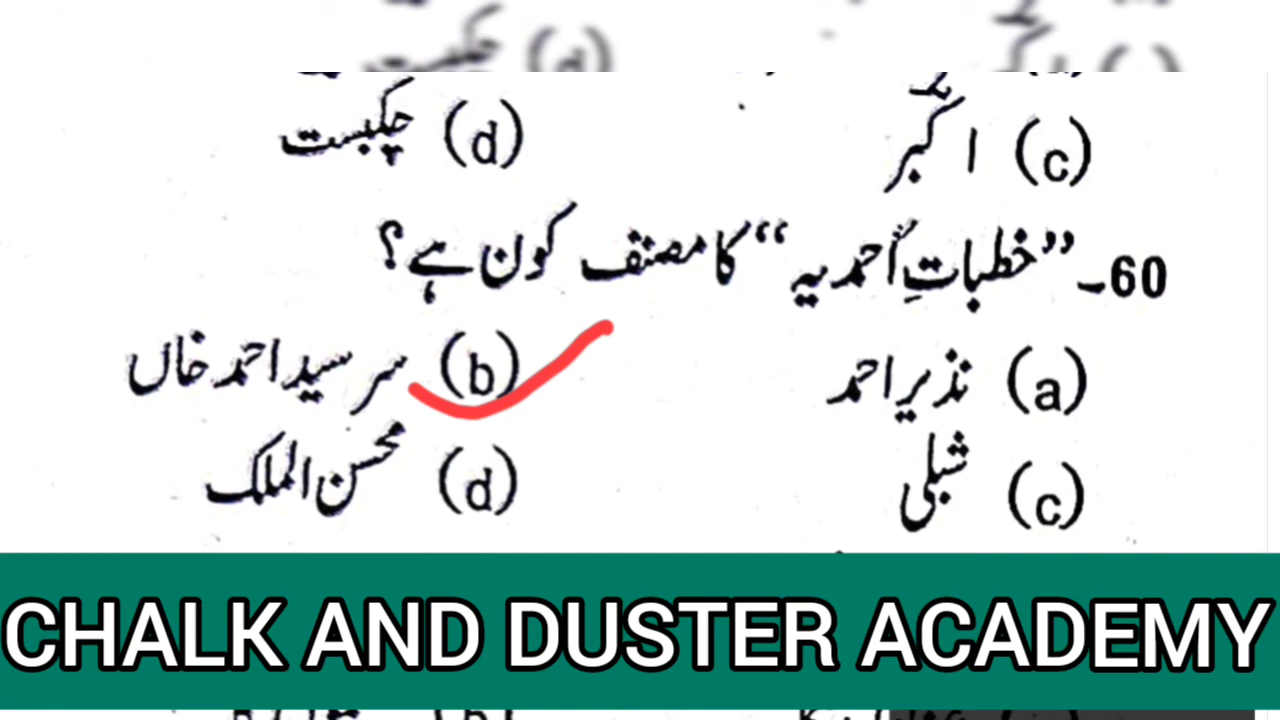 (c) اکبر (d) چکبست
60۔ ”خطباتِ احمدیہ“ کا مصنف کون ہے؟
(a) نذیر احمد (b) سر سید احمد خاں
(c) شبلی (d) محسن الملک
CHALK AND DUSTER ACADEMY